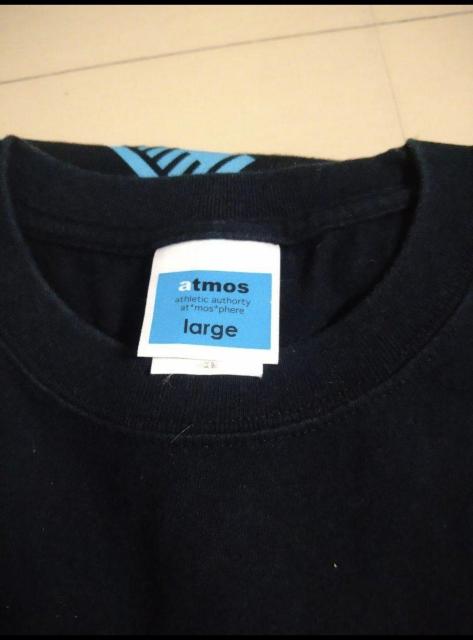 atmos
athletic authorty
at*mos*phere
large